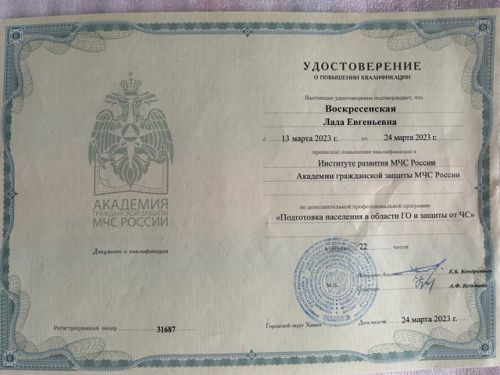 АКАДЕМИЯ
ГРАЖДАНСКОЙ ЗАЩИТЫ
МЧС РОССИИ
Документ о квалификации
Регистрационный номер 31687
УДОСТОВЕРЕНИЕ
О ПОВЫШЕНИИ КВАЛИФИКАЦИИ
Настоящее удостоверение подтверждает, что
Воскресенская
Лада Евгеньевна
с 13 марта 2023 г. по 24 марта 2023 г.
прошел(а) повышение квалификации в
Институте развития МЧС России
Академии гражданской защиты МЧС России
по дополнительной профессиональной программе
«Подготовка населения в области ГО и защиты от ЧС»
72 часов
М.П.
Е.Б. Кондратьев
А.Ф. Кузьмина
Городской округ Химки Дата выдачи 24 марта 2023 г.